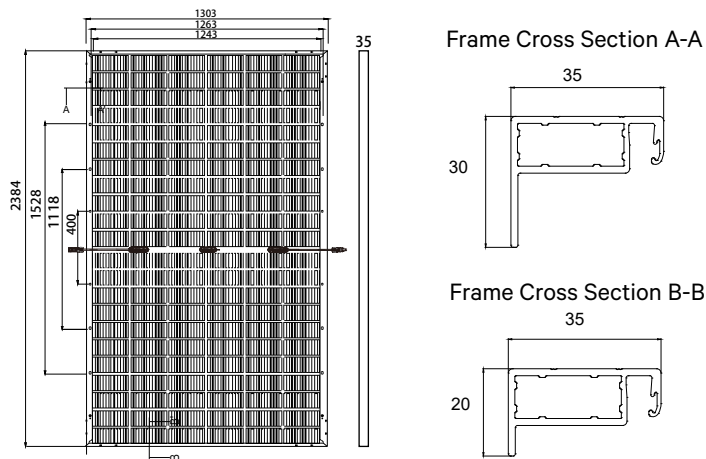 1303
1263
1243
35
2384
1528
1118
400
A
A
B
B
Frame Cross Section A-A
35
30
Frame Cross Section B-B
35
20